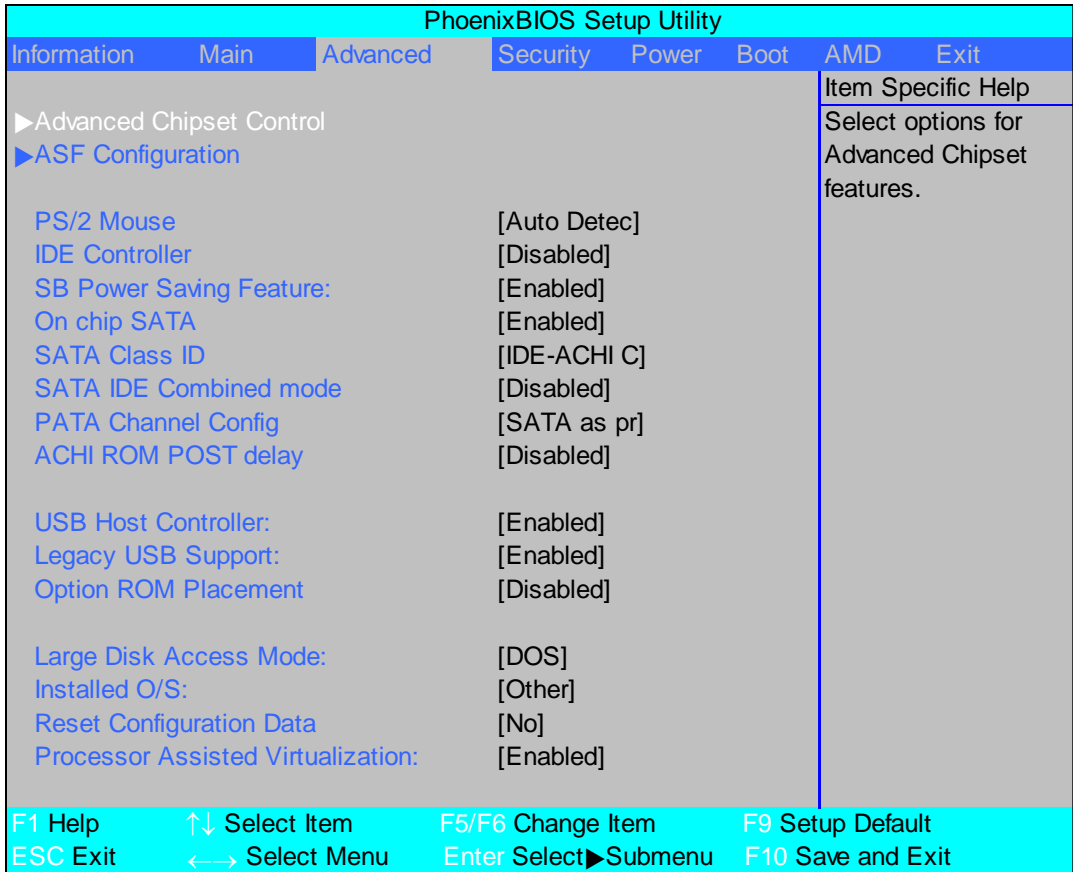 PhoenixBIOS Setup Utility
Information Main Advanced Security Power Boot AMD Exit
Item Specific Help
Select options for
Advanced Chipset
features.
▶Advanced Chipset Control
▶ASF Configuration
PS/2 Mouse [Auto Detec]
IDE Controller [Disabled]
SB Power Saving Feature: [Enabled]
On chip SATA [Enabled]
SATA Class ID [IDE-ACHI C]
SATA IDE Combined mode [Disabled]
PATA Channel Config [SATA as pr]
ACHI ROM POST delay [Disabled]
USB Host Controller: [Enabled]
Legacy USB Support: [Enabled]
Option ROM Placement [Disabled]
Large Disk Access Mode: [DOS]
Installed O/S: [Other]
Reset Configuration Data [No]
Processor Assisted Virtualization: [Enabled]
F1 Help ↑↓ Select Item F5/F6 Change Item F9 Setup Default
ESC Exit ←→ Select Menu Enter Select▶Submenu F10 Save and Exit